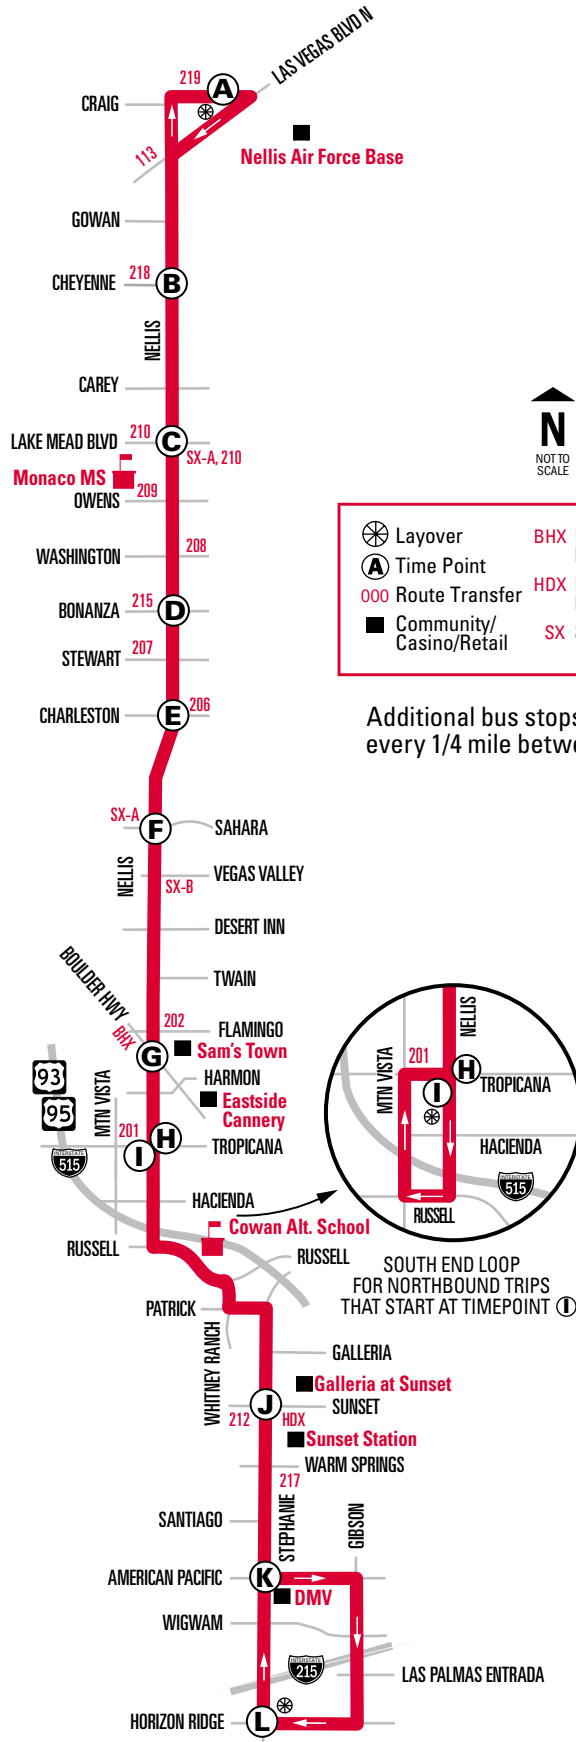 LAS VEGAS BLVD N
219
A
CRAIG
113
Nellis Air Force Base
GOWAN
218
CHEYENNE
B
NELLIS
CAREY
LAKE MEAD BLVD
210
C
SX-A, 210
Monaco MS
209
OWENS
N
NOT TO
SCALE
WASHINGTON
208
Layover
A Time Point
000 Route Transfer
Community/
Casino/Retail
BHX
HDX
SX
BONANZA
215
D
STEWART
207
CHARLESTON
E
206
Additional bus stops
every 1/4 mile betwe
SX-A
F
SAHARA
NELLIS
VEGAS VALLEY
SX-B
DESERT INN
TWAIN
BOULDER HWY
BHX
202
FLAMINGO
G
Sam's Town
93
95
MTN VISTA
HARMON
Eastside
Cannery
201
H
I
TROPICANA
INTERSTATE
515
HACIENDA
Cowan Alt. School
RUSSELL
RUSSELL
NELLIS
MTN VISTA
201
H
I
TROPICANA
HACIENDA
INTERSTATE
515
RUSSELL
SOUTH END LOOP
FOR NORTHBOUND TRIPS
THAT START AT TIMEPOINT I
PATRICK
WHITNEY RANCH
GALLERIA
Galleria at Sunset
J
SUNSET
212
HDX
Sunset Station
WARM SPRINGS
217
STEPHANIE
SANTIAGO
GIBSON
AMERICAN PACIFIC
K
DMV
WIGWAM
INTERSTATE
215
LAS PALMAS ENTRADA
HORIZON RIDGE
L